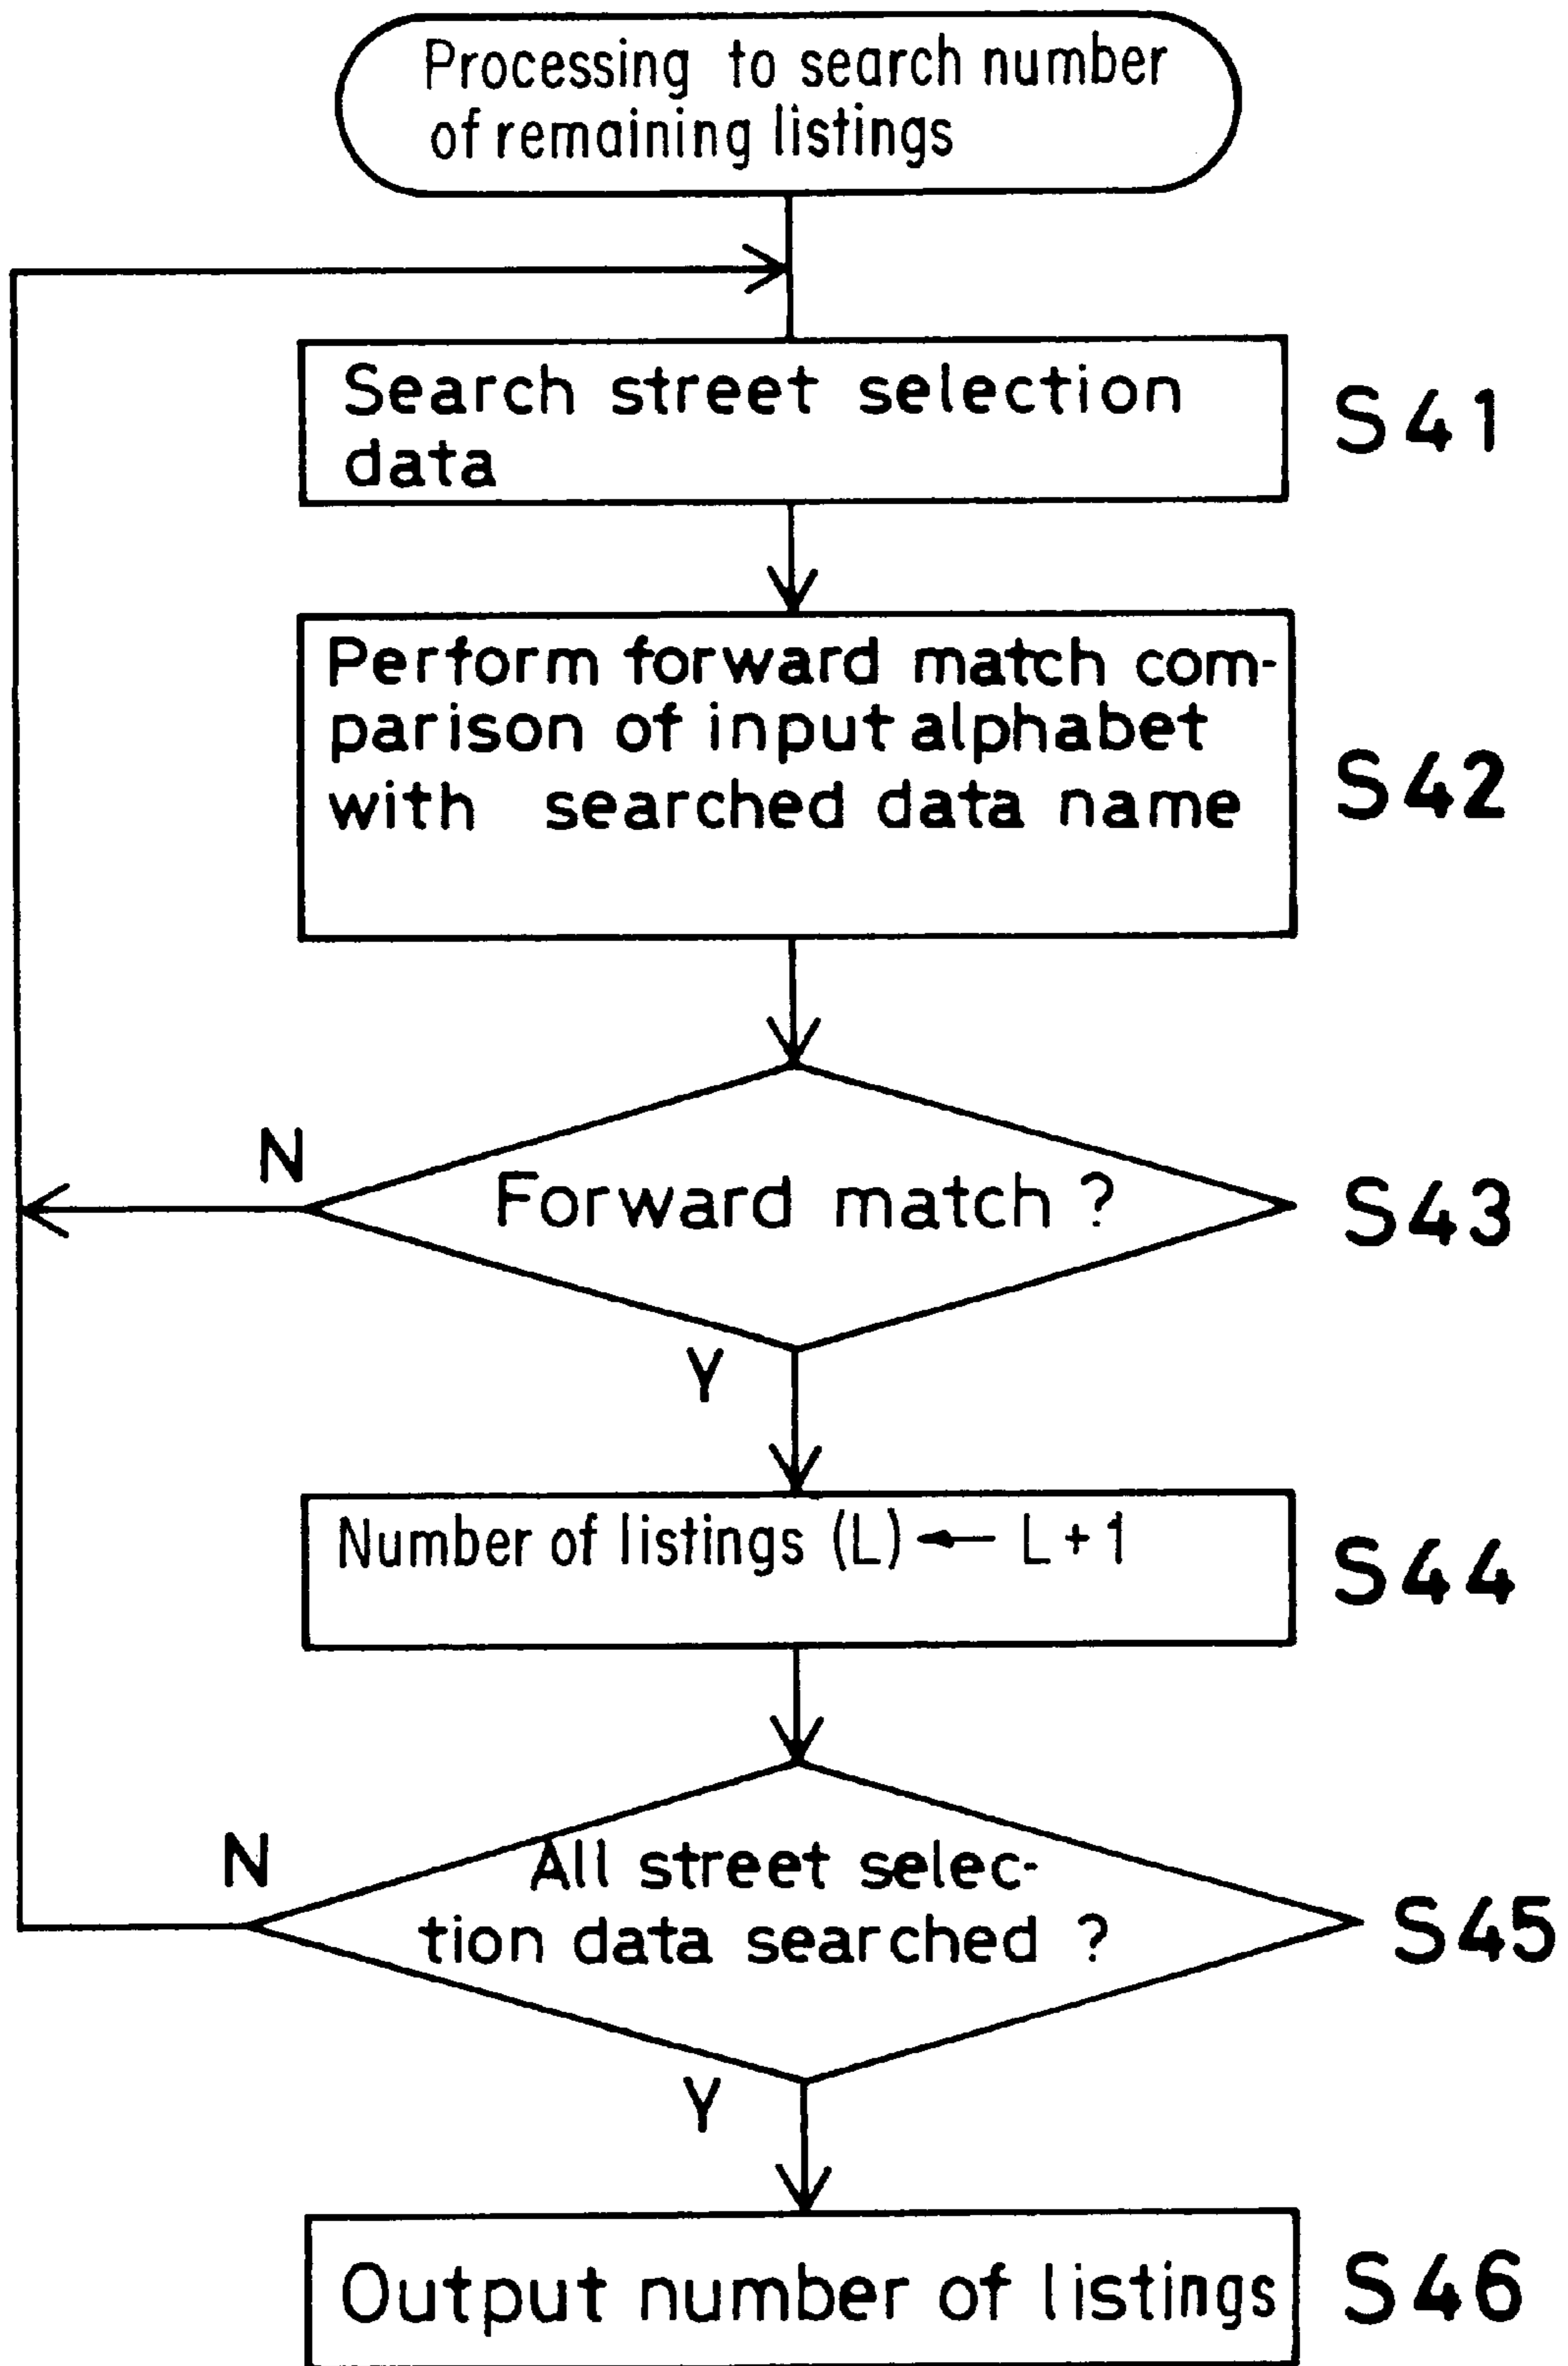 Processing to search number
of remaining listings
Search street selection
data
S41
Perform forward match com-
parison of input alphabet
with searched data name
S42
N
Forward match ?
S43
Y
Number of listings (L) ← L + 1
S44
N
All street selec-
tion data searched ?
S45
Y
Output number of listings
S46